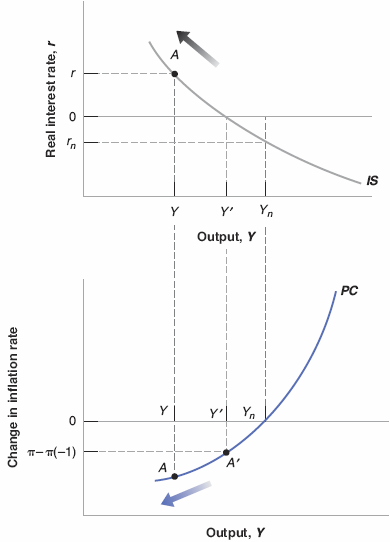 Real interest rate, r
A
r
0
rn
IS
Y Y′ Yn
Output, Y
PC
Change in inflation rate
Y Y′ Yn
0
π–π(–1)
A A′
Output, Y